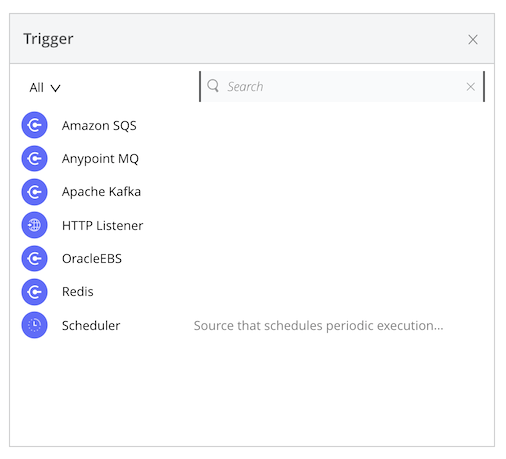 Trigger
All
Search
Amazon SQS
Anypoint MQ
Apache Kafka
HTTP Listener
OracleEBS
Redis
Scheduler Source that schedules periodic execution...